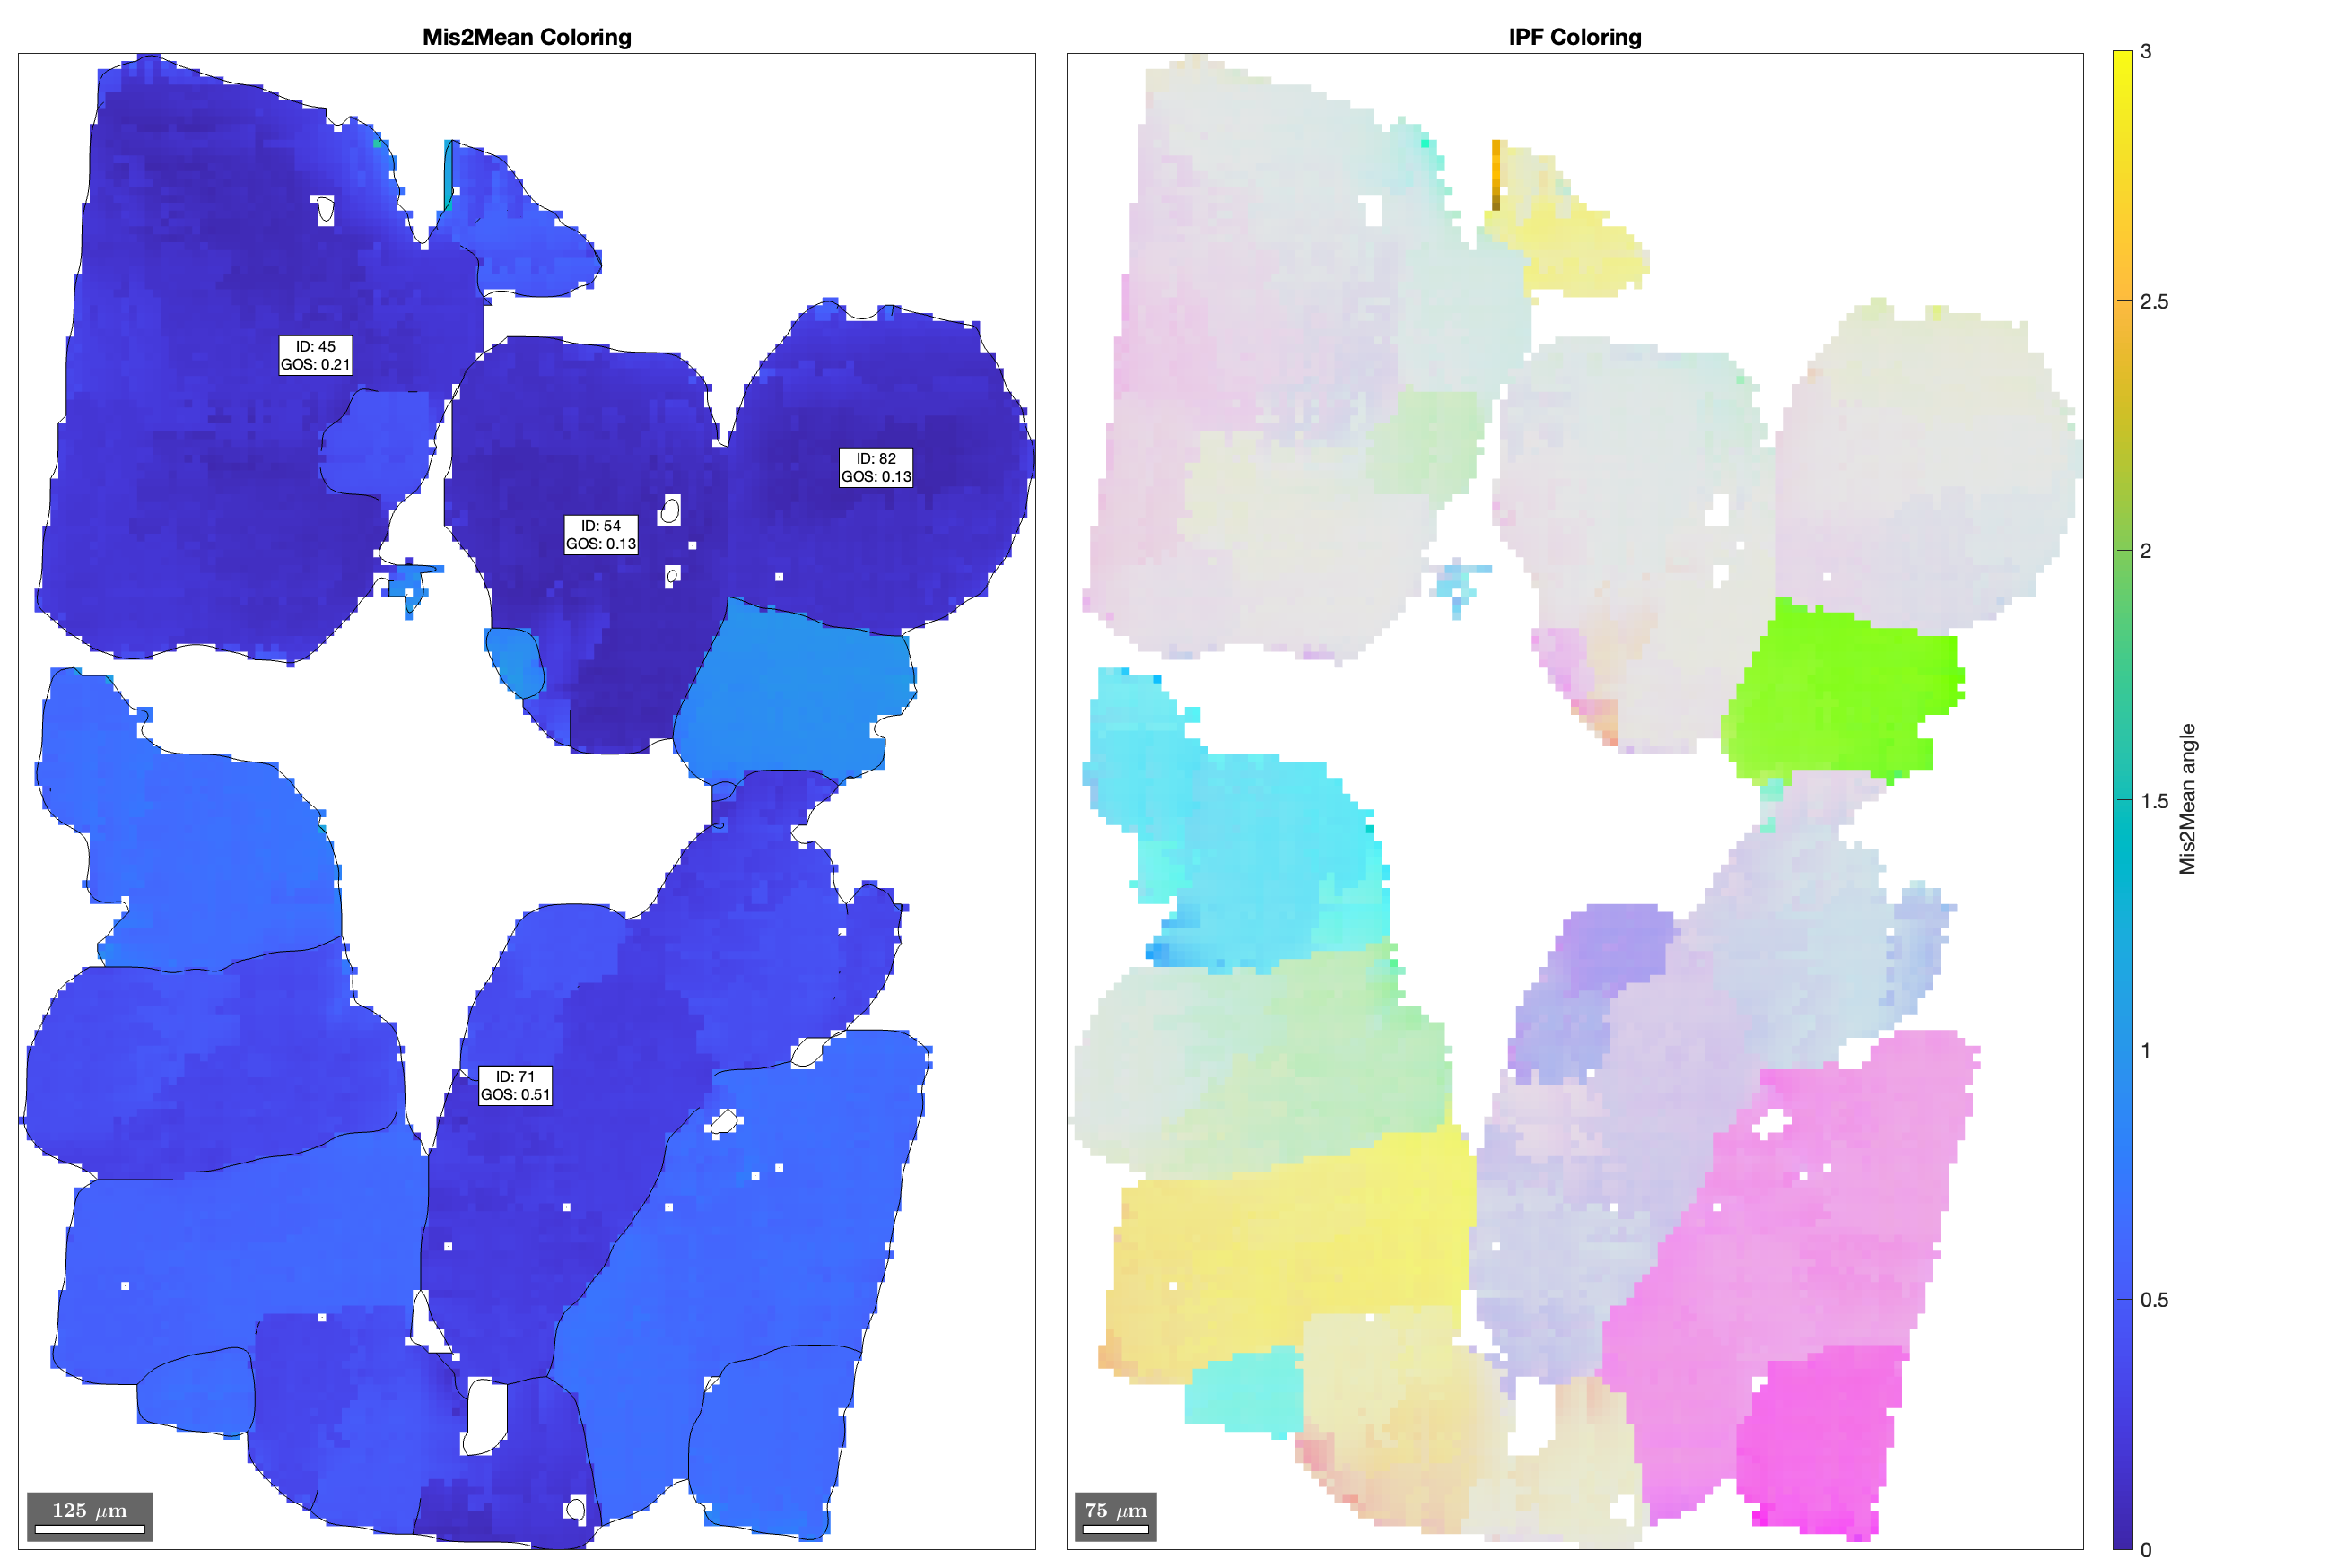 Mis2Mean Coloring
IPF Coloring
ID: 45
GOS: 0.21
ID: 82
GOS: 0.13
ID: 54
GOS: 0.13
ID: 71
GOS: 0.51
125 μm
75 μm
3
2.5
2
1.5
1
0.5
0
Mis2Mean angle